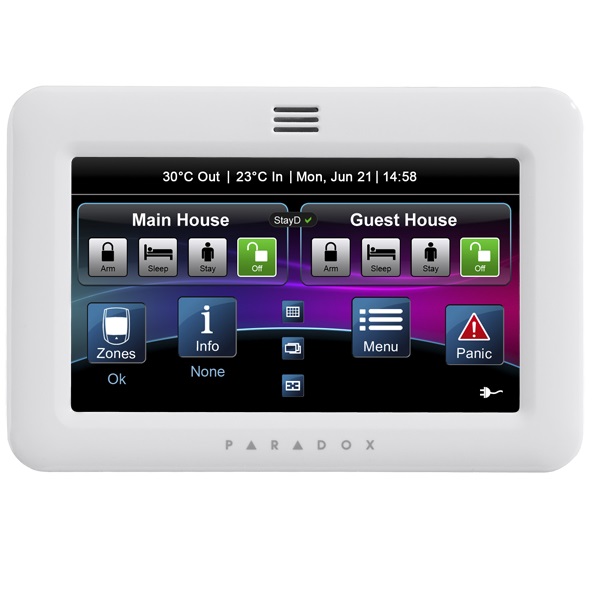 30°C Out | 23°C In | Mon, Jun 21 | 14:58
Main House StayD Guest House
Arm Sleep Stay Off Arm Sleep Stay Off
Zones Info Menu Panic
Ok None
PARADOX